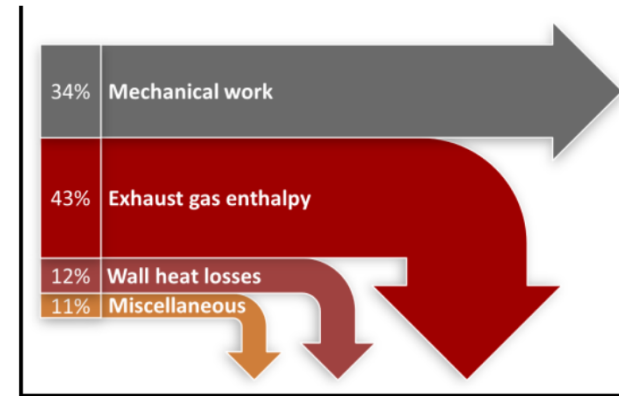 34% Mechanical work
43% Exhaust gas enthalpy
12% Wall heat losses
11% Miscellaneous